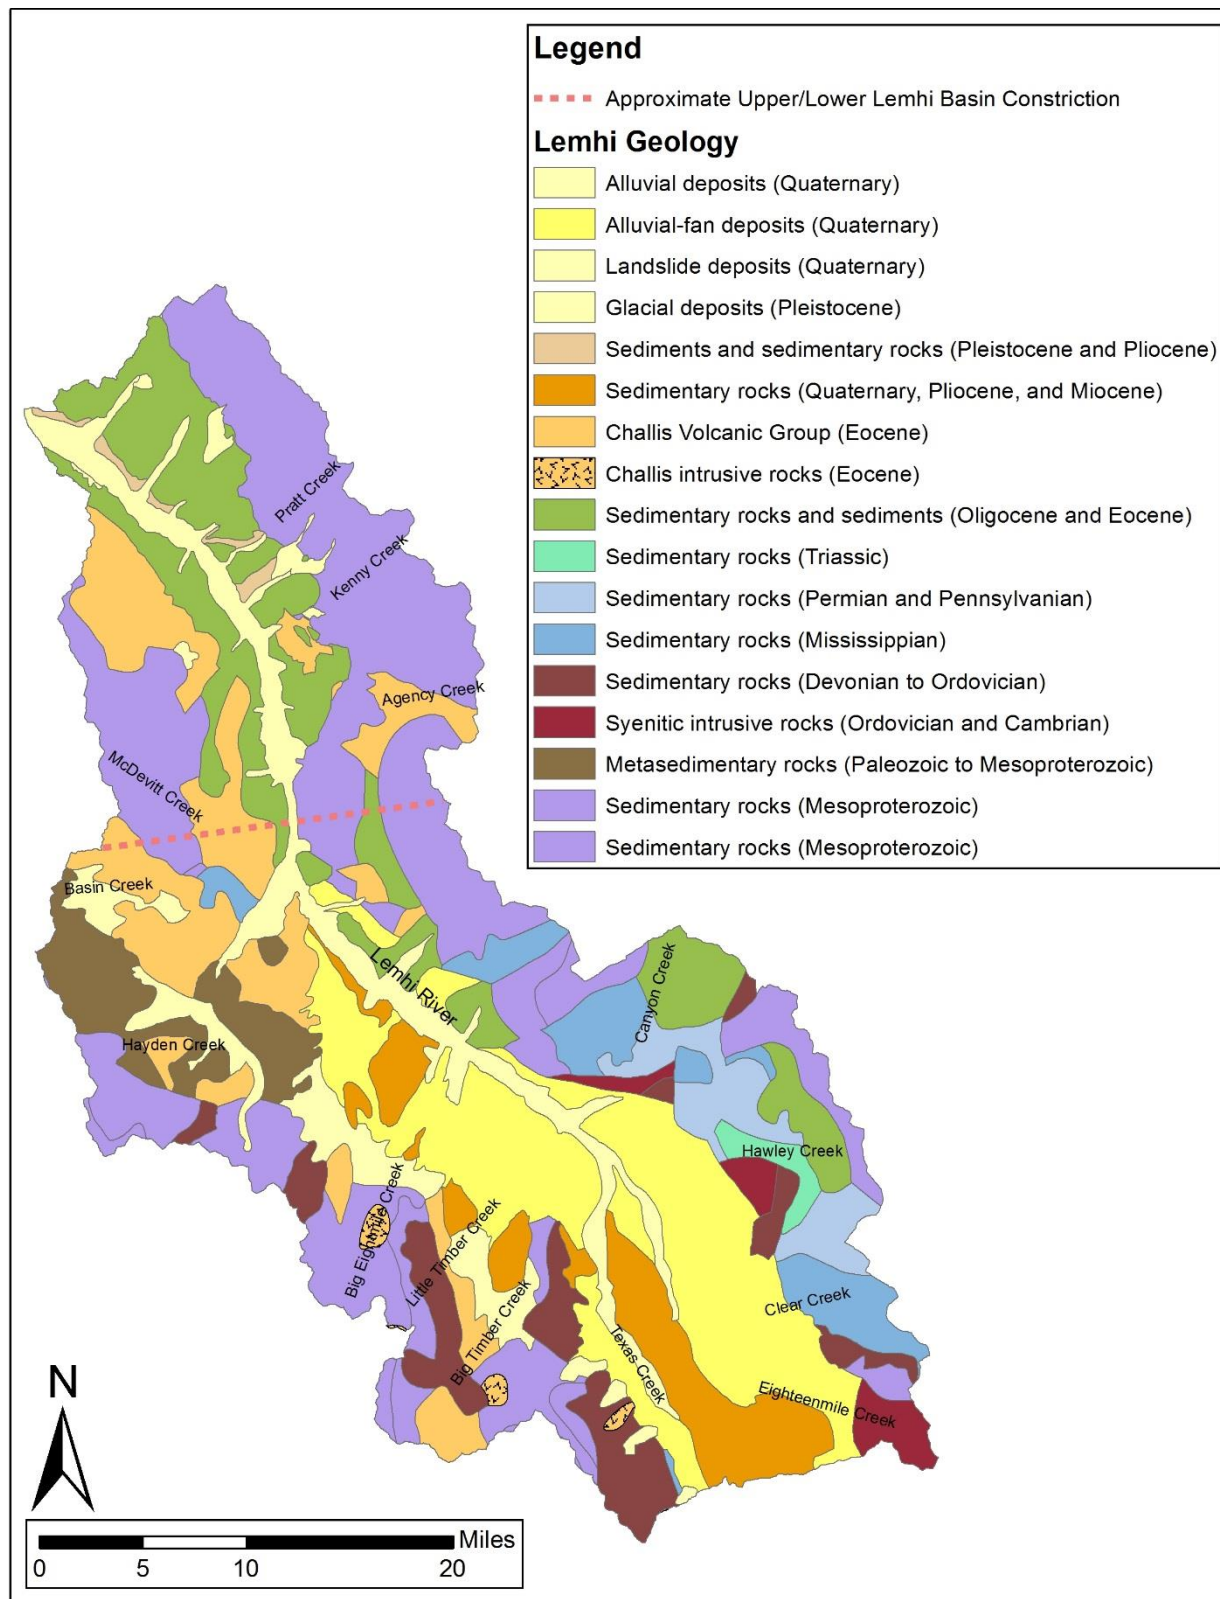 Legend
Approximate Upper/Lower Lemhi Basin Constriction
Lemhi Geology
Alluvial deposits (Quaternary)
Alluvial-fan deposits (Quaternary)
Landslide deposits (Quaternary)
Glacial deposits (Pleistocene)
Sediments and sedimentary rocks (Pleistocene and Pliocene)
Sedimentary rocks (Quaternary, Pliocene, and Miocene)
Challis Volcanic Group (Eocene)
Challis intrusive rocks (Eocene)
Sedimentary rocks and sediments (Oligocene and Eocene)
Sedimentary rocks (Triassic)
Sedimentary rocks (Permian and Pennsylvanian)
Sedimentary rocks (Mississippian)
Sedimentary rocks (Devonian to Ordovician)
Syenitic intrusive rocks (Ordovician and Cambrian)
Metasedimentary rocks (Paleozoic to Mesoproterozoic)
Sedimentary rocks (Mesoproterozoic)
Sedimentary rocks (Mesoproterozoic)
Pratt Creek
Kenny Creek
Agency Creek
McDevitt Creek
Basin Creek
Lemhi River
Canyon Creek
Hayden Creek
Hawley Creek
Big Eightmile Creek
Little Timber Creek
Big Timber Creek
Clear Creek
Texas Creek
Eighteenmile Creek
N
Miles
0 5 10 20